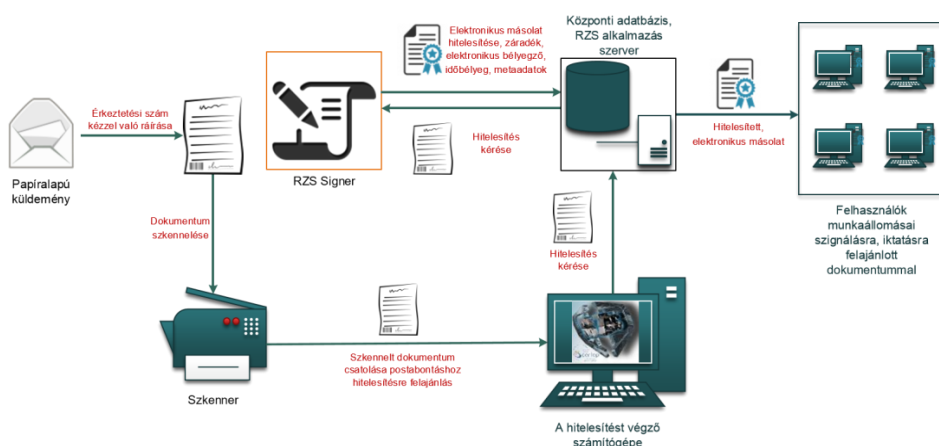 Elektronikus másolat
hitelesítése, záradék,
elektronikus bélyegző,
időbélyeg, metaadatok
Központi adatbázis,
RZS alkalmazás
szerver
Érkeztetési szám
kézzel való ráírása
Hitelesítés
kérése
Hitelesített,
elektronikus másolat
Papíralapú
küldemény
RZS Signer
Dokumentum
szkennelése
Hitelesítés
kérése
Felhasználók
munkaállomásai
szignálásra, iktatásra
felajánlott
dokumentummal
Szkennelt dokumentum
csatolása postabontáshoz
hitelesítésre felajánlás
Szkenner
A hitelesítést végző
számítógépe